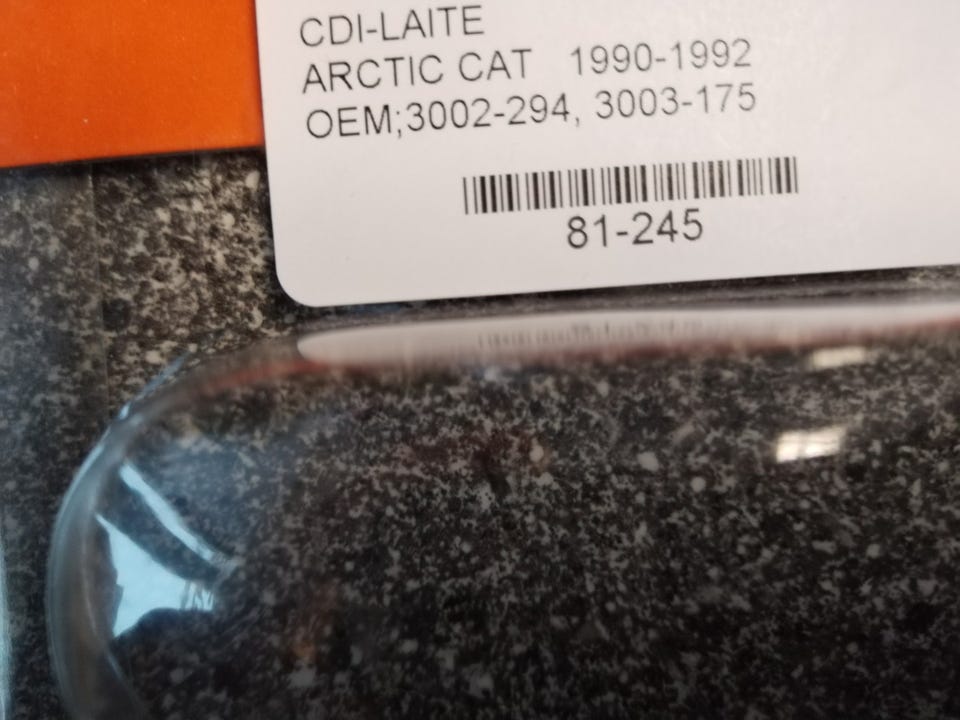 CDI-LAITE
ARCTIC CAT 1990-1992
OEM;3002-294, 3003-175
81-245